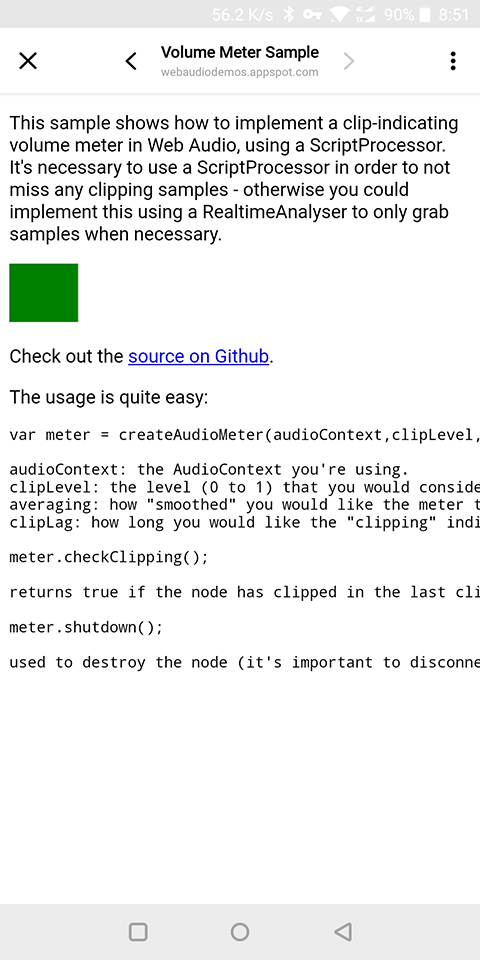 56.2 K/s 90% 8:51
Volume Meter Sample
webaudiodemos.appspot.com
This sample shows how to implement a clip-indicating
volume meter in Web Audio, using a ScriptProcessor.
It's necessary to use a ScriptProcessor in order to not
miss any clipping samples - otherwise you could
implement this using a RealtimeAnalyser to only grab
samples when necessary.
Check out the source on Github.
The usage is quite easy:
var meter = createAudioMeter(audioContext,clipLevel,
audioContext: the AudioContext you're using.
clipLevel: the level (0 to 1) that you would conside
averaging: how "smoothed" you would like the meter t
clipLag: how long you would like the "clipping" indi
meter.checkClipping();
returns true if the node has clipped in the last cli
meter.shutdown();
used to destroy the node (it's important to disconne